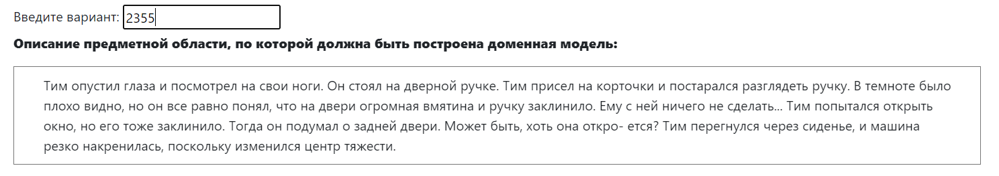 Введите вариант: 2355
Описание предметной области, по которой должна быть построена доменная модель:
Тим опустил глаза и посмотрел на свои ноги. Он стоял на дверной ручке. Тим присел на корточки и постарался разглядеть ручку. В темноте было
плохо видно, но он все равно понял, что на двери огромная вмятина и ручку заклинило. Ему с ней ничего не сделать... Тим попытался открыть
окно, но его тоже заклинило. Тогда он подумал о задней двери. Может быть, хоть она откро- ется? Тим перегнулся через сиденье, и машина
резко накренилась, поскольку изменился центр тяжести.